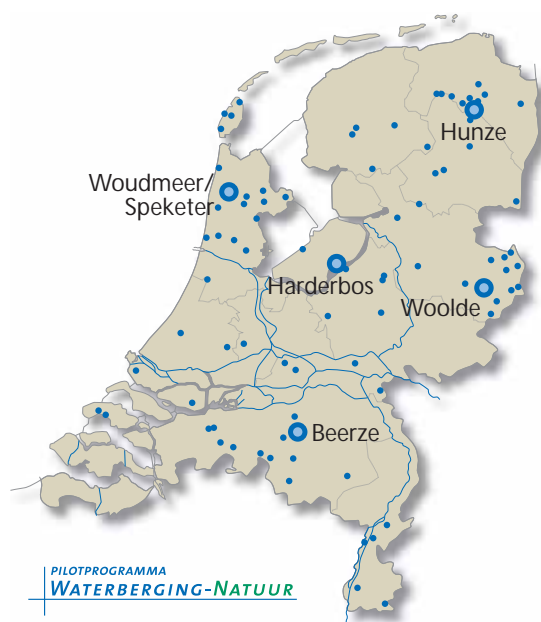 Hunze
Woudmeer/
Speketer
Harderbos
Woolde
Beerze
PILOTPROGRAMMA
WATERBERGING-NATUUR